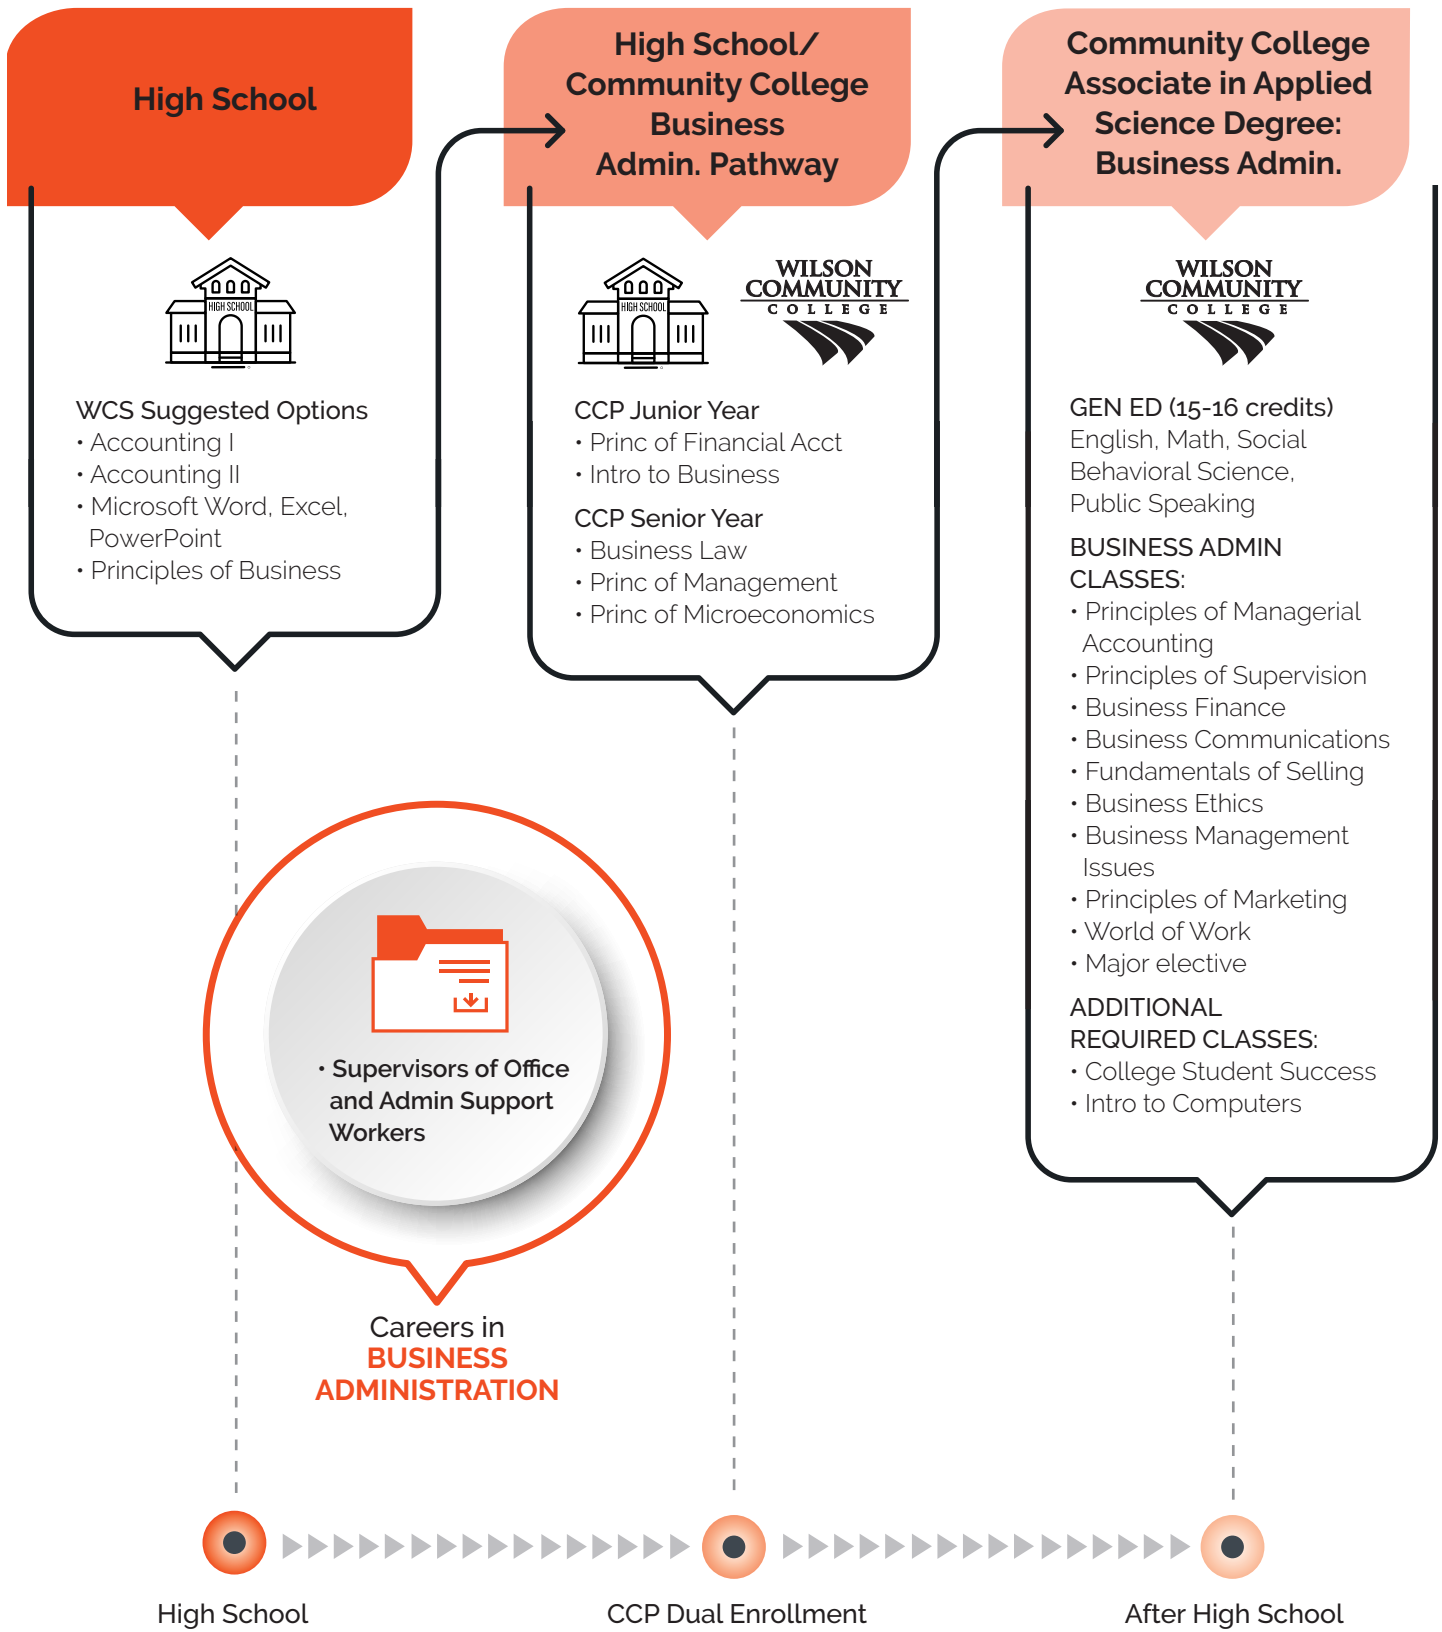 High School
WCS Suggested Options
• Accounting I
• Accounting II
• Microsoft Word, Excel,
PowerPoint
• Principles of Business
High School/
Community College
Business
Admin. Pathway
HIGH SCHOOL
HIGH SCHOOL
WILSON
COMMUNITY
COLLEGE
CCP Junior Year
• Princ of Financial Acct
• Intro to Business
CCP Senior Year
• Business Law
• Princ of Management
• Princ of Microeconomics
Community College
Associate in Applied
Science Degree:
Business Admin.
WILSON
COMMUNITY
COLLEGE
GEN ED (15-16 credits)
English, Math, Social
Behavioral Science,
Public Speaking
BUSINESS ADMIN
CLASSES:
• Principles of Managerial
Accounting
• Principles of Supervision
• Business Finance
• Business Communications
• Fundamentals of Selling
• Business Ethics
• Business Management
Issues
• Principles of Marketing
• World of Work
• Major elective
ADDITIONAL
REQUIRED CLASSES:
• College Student Success
• Intro to Computers
• Supervisors of Office
and Admin Support
Workers
Careers in
BUSINESS
ADMINISTRATION
High School
CCP Dual Enrollment
After High School